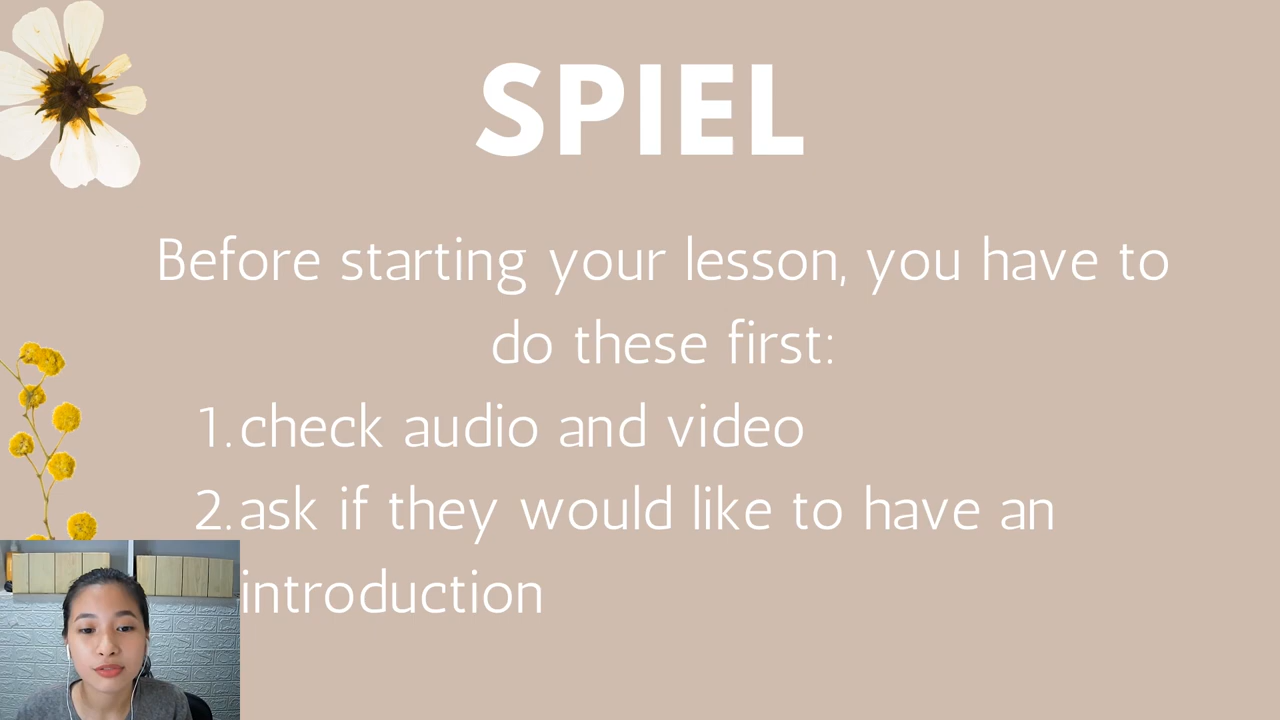 SPIEL
Before starting your lesson, you have to
do these first:
1. check audio and video
2. ask if they would like to have an
introduction